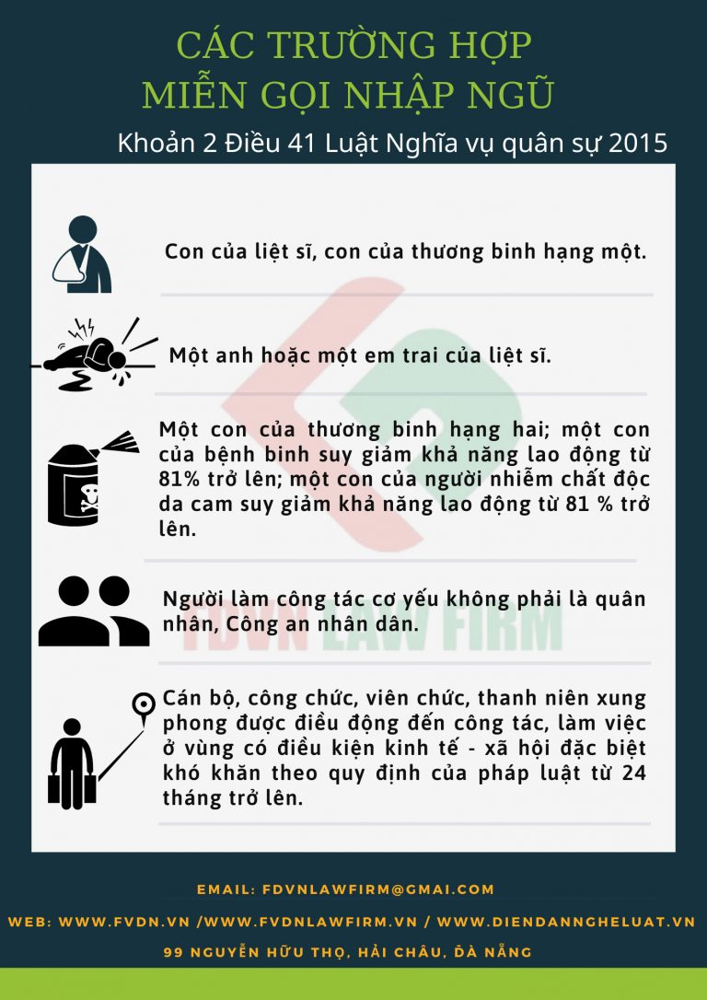 CÁC TRƯỜNG HỢP
MIỄN GỌI NHẬP NGŨ
Khoản 2 Điều 41 Luật Nghĩa vụ quân sự 2015
Con của liệt sĩ, con của thương binh hạng một.
Một anh hoặc một em trai của liệt sĩ.
Một con của thương binh hạng hai; một con
của bệnh binh suy giảm khả năng lao động từ
81% trở lên; một con của người nhiễm chất độc
da cam suy giảm khả năng lao động từ 81 % trở
lên.
Người làm công tác cơ yếu không phải là quân
nhân, Công an nhân dân.
FDVN LAW FIRM
Cán bộ, công chức, viên chức, thanh niên xung
phong được điều động đến công tác, làm việc
ở vùng có điều kiện kinh tế - xã hội đặc biệt
khó khăn theo quy định của pháp luật từ 24
tháng trở lên.
EMAIL: FDVNLAWFIRM@GMAI.COM
WEB: WWW.FVDN.VN /WWW.FVDNLAWFIRM.VN / WWW.DIENDANNGHELUAT.VN
99 NGUYỄN HỮU THỌ, HẢI CHÂU, ĐÀ NẴNG